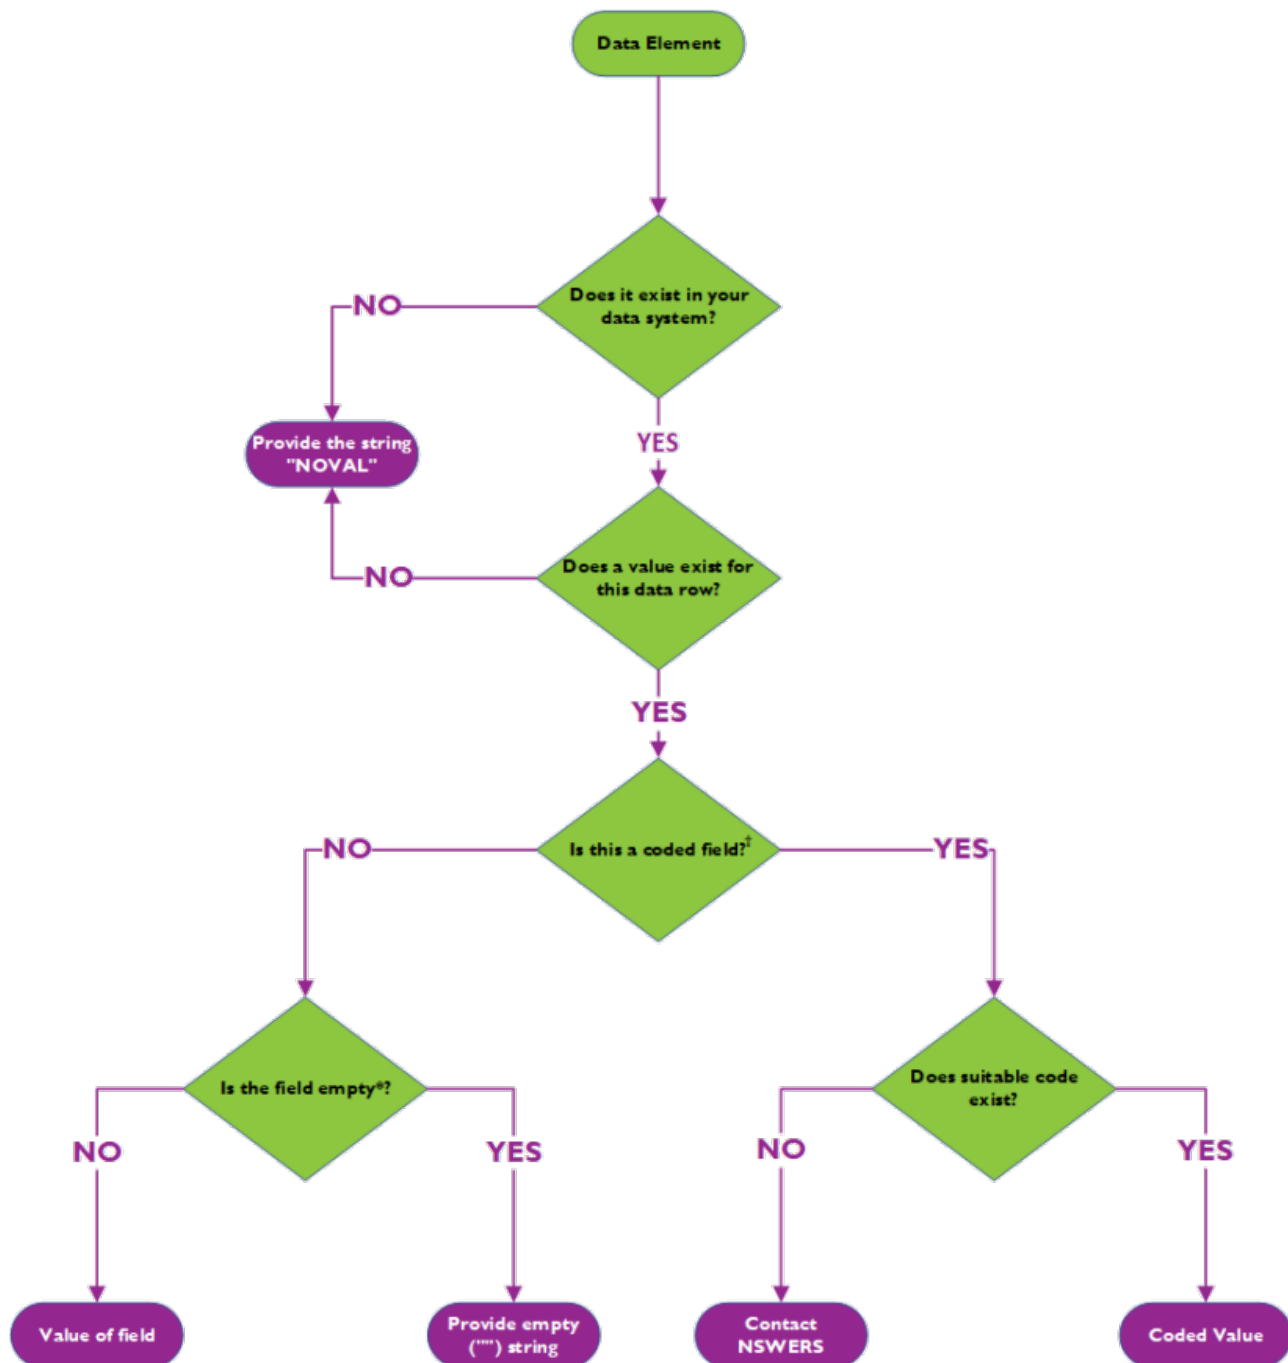 Data Element
Does it exist in your
data system?
NO
YES
Provide the string
"NOVAL"
Does a value exist for
this data row?
NO
YES
Is this a coded field?‡
NO
YES
Is the field empty*?
Does suitable code
exist?
NO
YES
NO
YES
Value of field
Provide empty
("") string
Contact
NSWERS
Coded Value